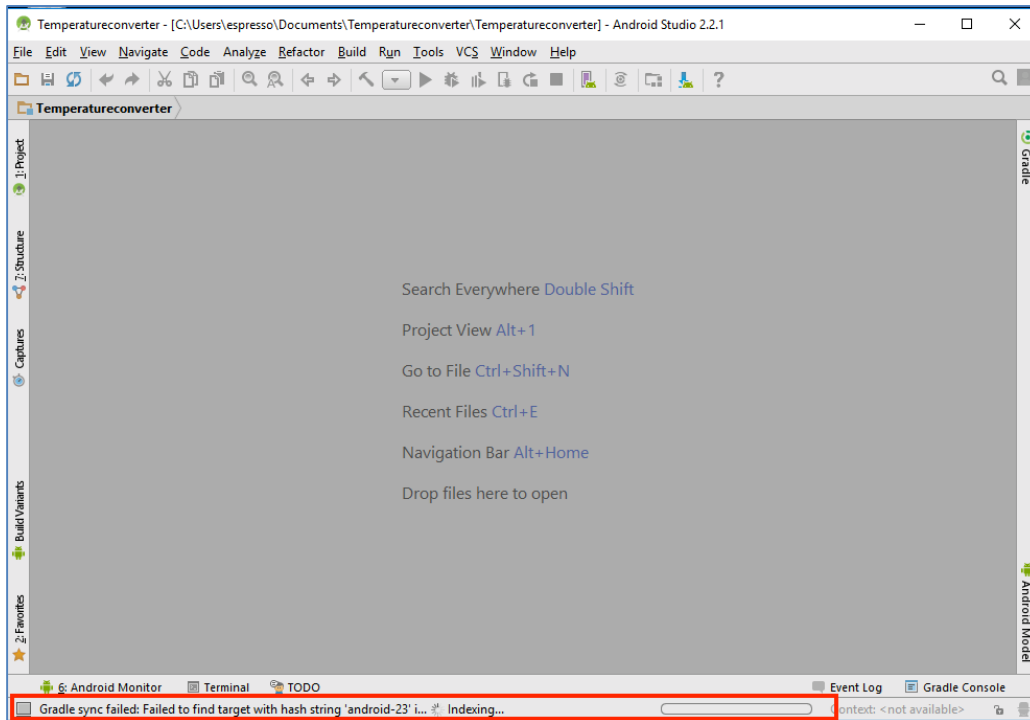 Temperatureconverter - [C:\Users\espresso\Documents\Temperatureconverter\Temperatureconverter] - Android Studio 2.2.1
File Edit View Navigate Code Analyze Refactor Build Run Tools VCS Window Help
?
Temperatureconverter
1: Project
7: Structure
Captures
Build Variants
2: Favorites
Search Everywhere Double Shift
Project View Alt+1
Go to File Ctrl+Shift+N
Recent Files Ctrl+E
Navigation Bar Alt+Home
Drop files here to open
Gradle
Android Model
6: Android Monitor Terminal TODO Event Log Gradle Console
Gradle sync failed: Failed to find target with hash string 'android-23' i... Indexing... Context: <not available>